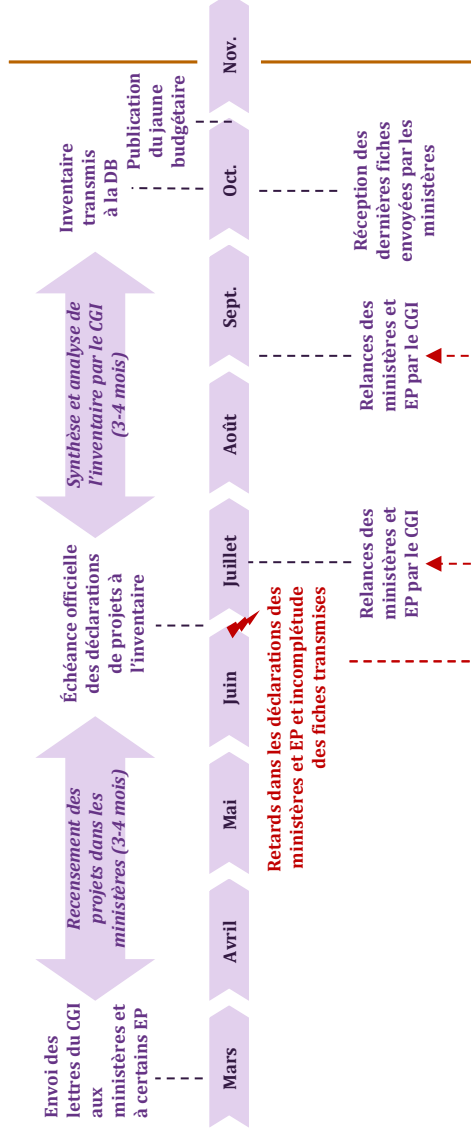 Envoi des
lettres du CGI
aux
ministères et
à certains EP
Recensement des
projets dans les
ministères (3-4 mois)
Échéance officielle
des déclarations
de projets à
l'inventaire
Synthèse et analyse de
l'inventaire par le CGI
(3-4 mois)
Inventaire
transmis
à la DB
Publication
du jaune
budgétaire
Mars
Avril
Mai
Juin
Juillet
Août
Sept.
Oct.
Nov.
Retards dans les déclarations des
ministères et EP et incomplétude
des fiches transmises
Relances des
ministères et
EP par le CGI
Relances des
ministères et
EP par le CGI
Réception des
dernières fiches
envoyées par les
ministères